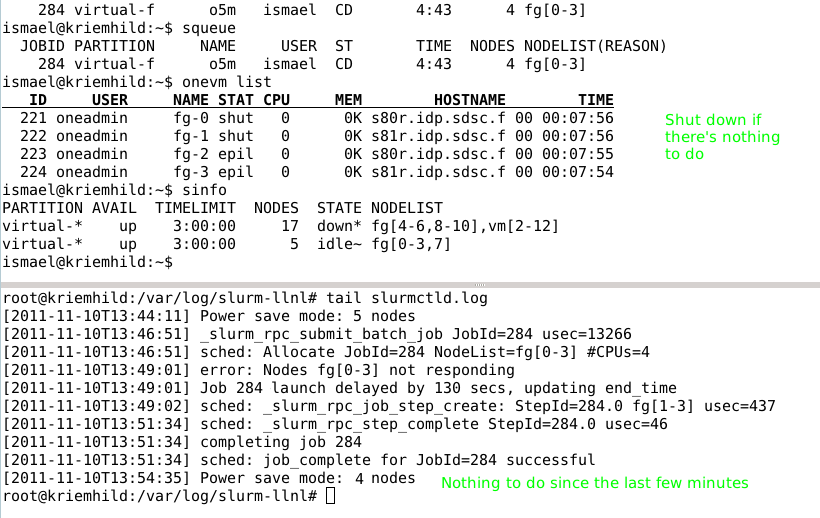 284 virtual-f      o5m   ismael  CD       4:43      4 fg[0-3]
ismael@kriemhild:~$ squeue
  JOBID PARTITION     NAME     USER  ST       TIME  NODES NODELIST(REASON)
    284 virtual-f      o5m   ismael  CD       4:43      4 fg[0-3]
ismael@kriemhild:~$ onevm list
   ID     USER     NAME STAT CPU     MEM        HOSTNAME        TIME
  221 oneadmin     fg-0 shut   0      0K s80r.idp.sdsc.f 00 00:07:56
  222 oneadmin     fg-1 shut   0      0K s81r.idp.sdsc.f 00 00:07:56
  223 oneadmin     fg-2 epil   0      0K s80r.idp.sdsc.f 00 00:07:55
  224 oneadmin     fg-3 epil   0      0K s81r.idp.sdsc.f 00 00:07:54
Shut down if
there's nothing
to do
ismael@kriemhild:~$ sinfo
PARTITION AVAIL  TIMELIMIT  NODES  STATE NODELIST
virtual-*    up    3:00:00     17  down* fg[4-6,8-10],vm[2-12]
virtual-*    up    3:00:00      5  idle~ fg[0-3,7]
ismael@kriemhild:~$
root@kriemhild:/var/log/slurm-llnl# tail slurmctld.log
[2011-11-10T13:44:11] Power save mode: 5 nodes
[2011-11-10T13:46:51] _slurm_rpc_submit_batch_job JobId=284 usec=13266
[2011-11-10T13:46:51] sched: Allocate JobId=284 NodeList=fg[0-3] #CPUs=4
[2011-11-10T13:49:01] error: Nodes fg[0-3] not responding
[2011-11-10T13:49:01] Job 284 launch delayed by 130 secs, updating end_time
[2011-11-10T13:49:02] sched: _slurm_rpc_job_step_create: StepId=284.0 fg[1-3] usec=437
[2011-11-10T13:51:34] sched: _slurm_rpc_step_complete StepId=284.0 usec=46
[2011-11-10T13:51:34] completing job 284
[2011-11-10T13:51:34] sched: job_complete for JobId=284 successful
[2011-11-10T13:54:35] Power save mode: 4 nodes
Nothing to do since the last few minutes
root@kriemhild:/var/log/slurm-llnl#